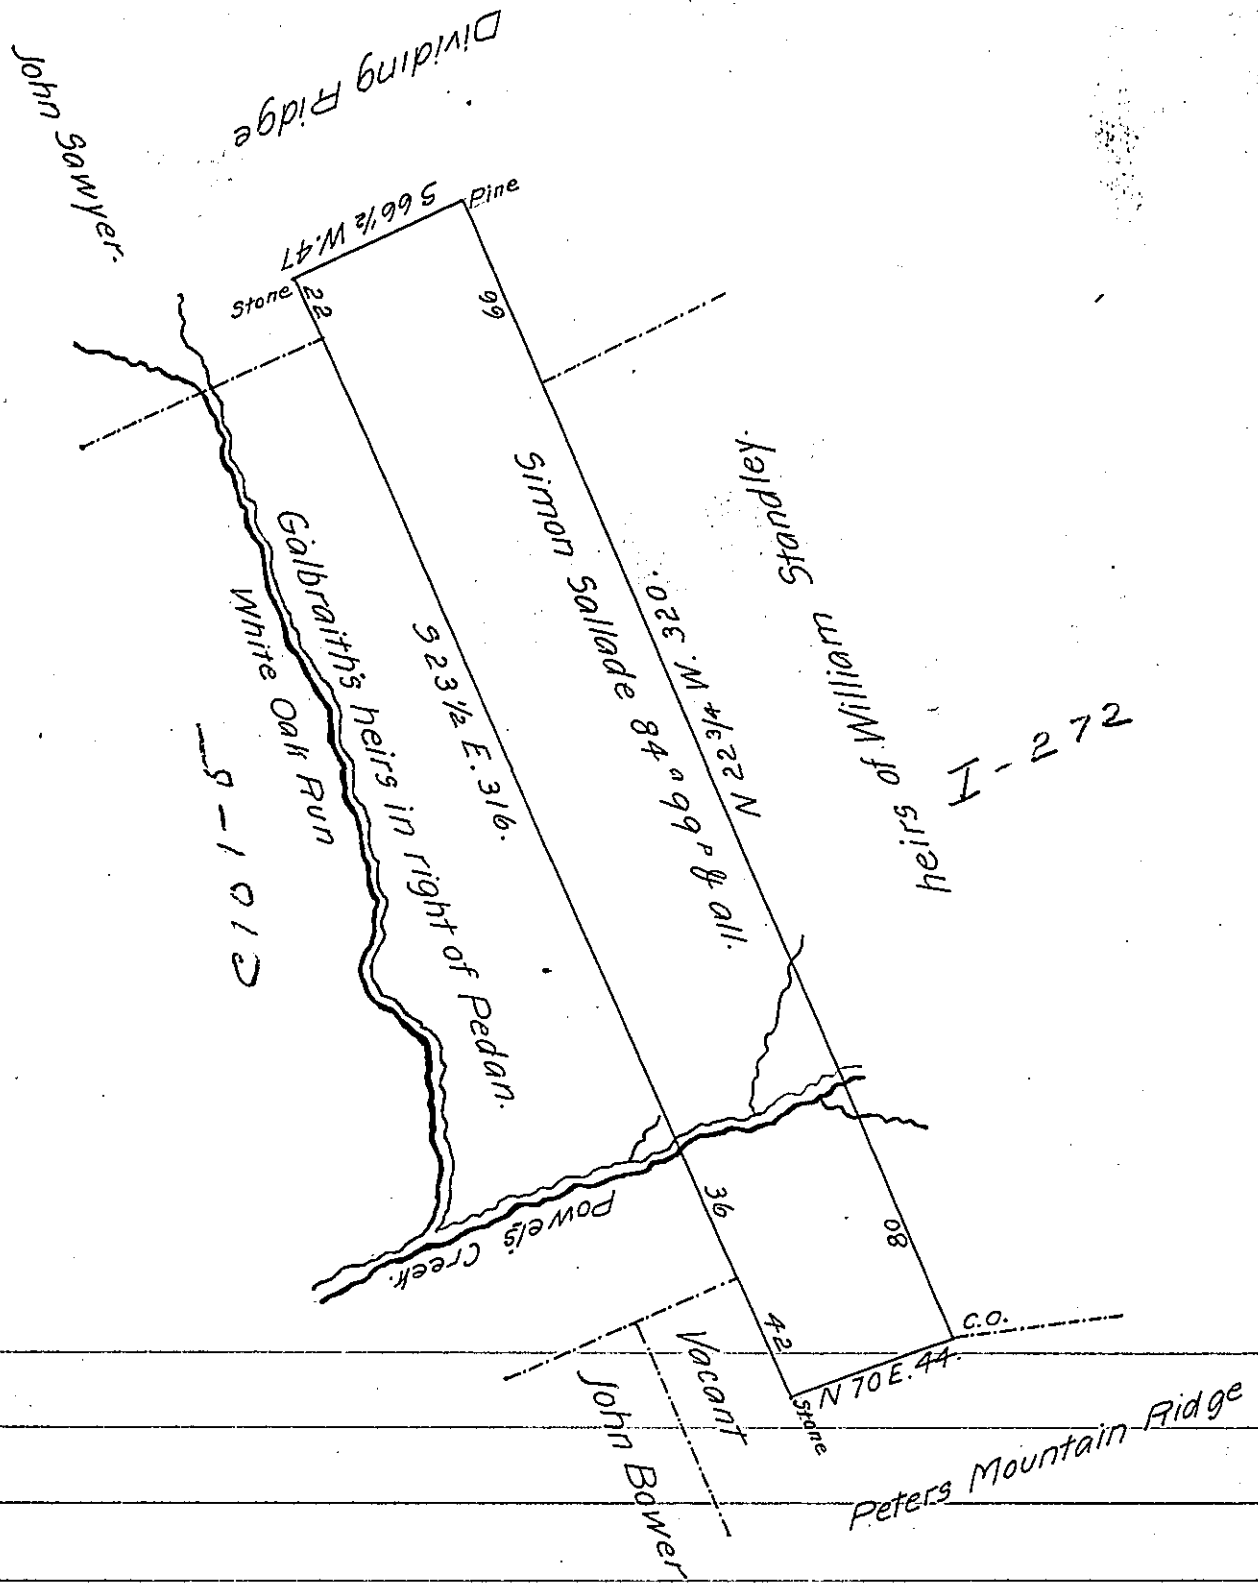 Dividing Ridge
John Sawyer.
Pine
S 66½ W. 47
Stone
22
66
Simon Sallade 84ᵃ 99ᵖ & all.
N 22¾ W. 320.
heirs of William Standley.
I-272
S 23½ E. 316.
Galbraith's heirs in right of Pedan.
White Oak Run
Powel's Creek.
36
80
42
C.O.
N 70 E. 44.
Stone
Vacant
John Bower
Peters Mountain Ridge